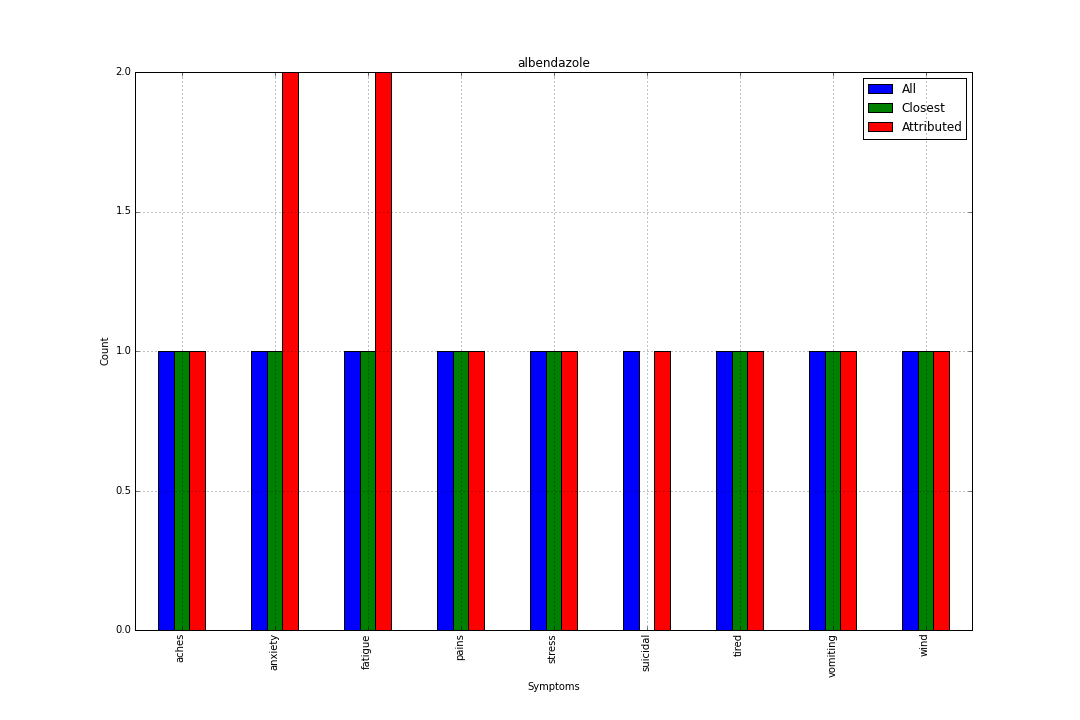 albendazole
2.0
1.5
1.0
0.5
0.0
Count
All
Closest
Attributed
aches
anxiety
fatigue
pains
stress
suicidal
tired
vomiting
wind
Symptoms